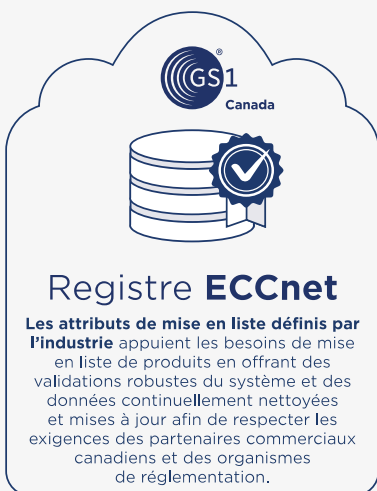 GS1
®
Canada
Registre ECCnet
Les attributs de mise en liste définis par
l'industrie appuient les besoins de mise
en liste de produits en offrant des
validations robustes du système et des
données continuellement nettoyées
et mises à jour afin de respecter les
exigences des partenaires commerciaux
canadiens et des organismes
de réglementation.